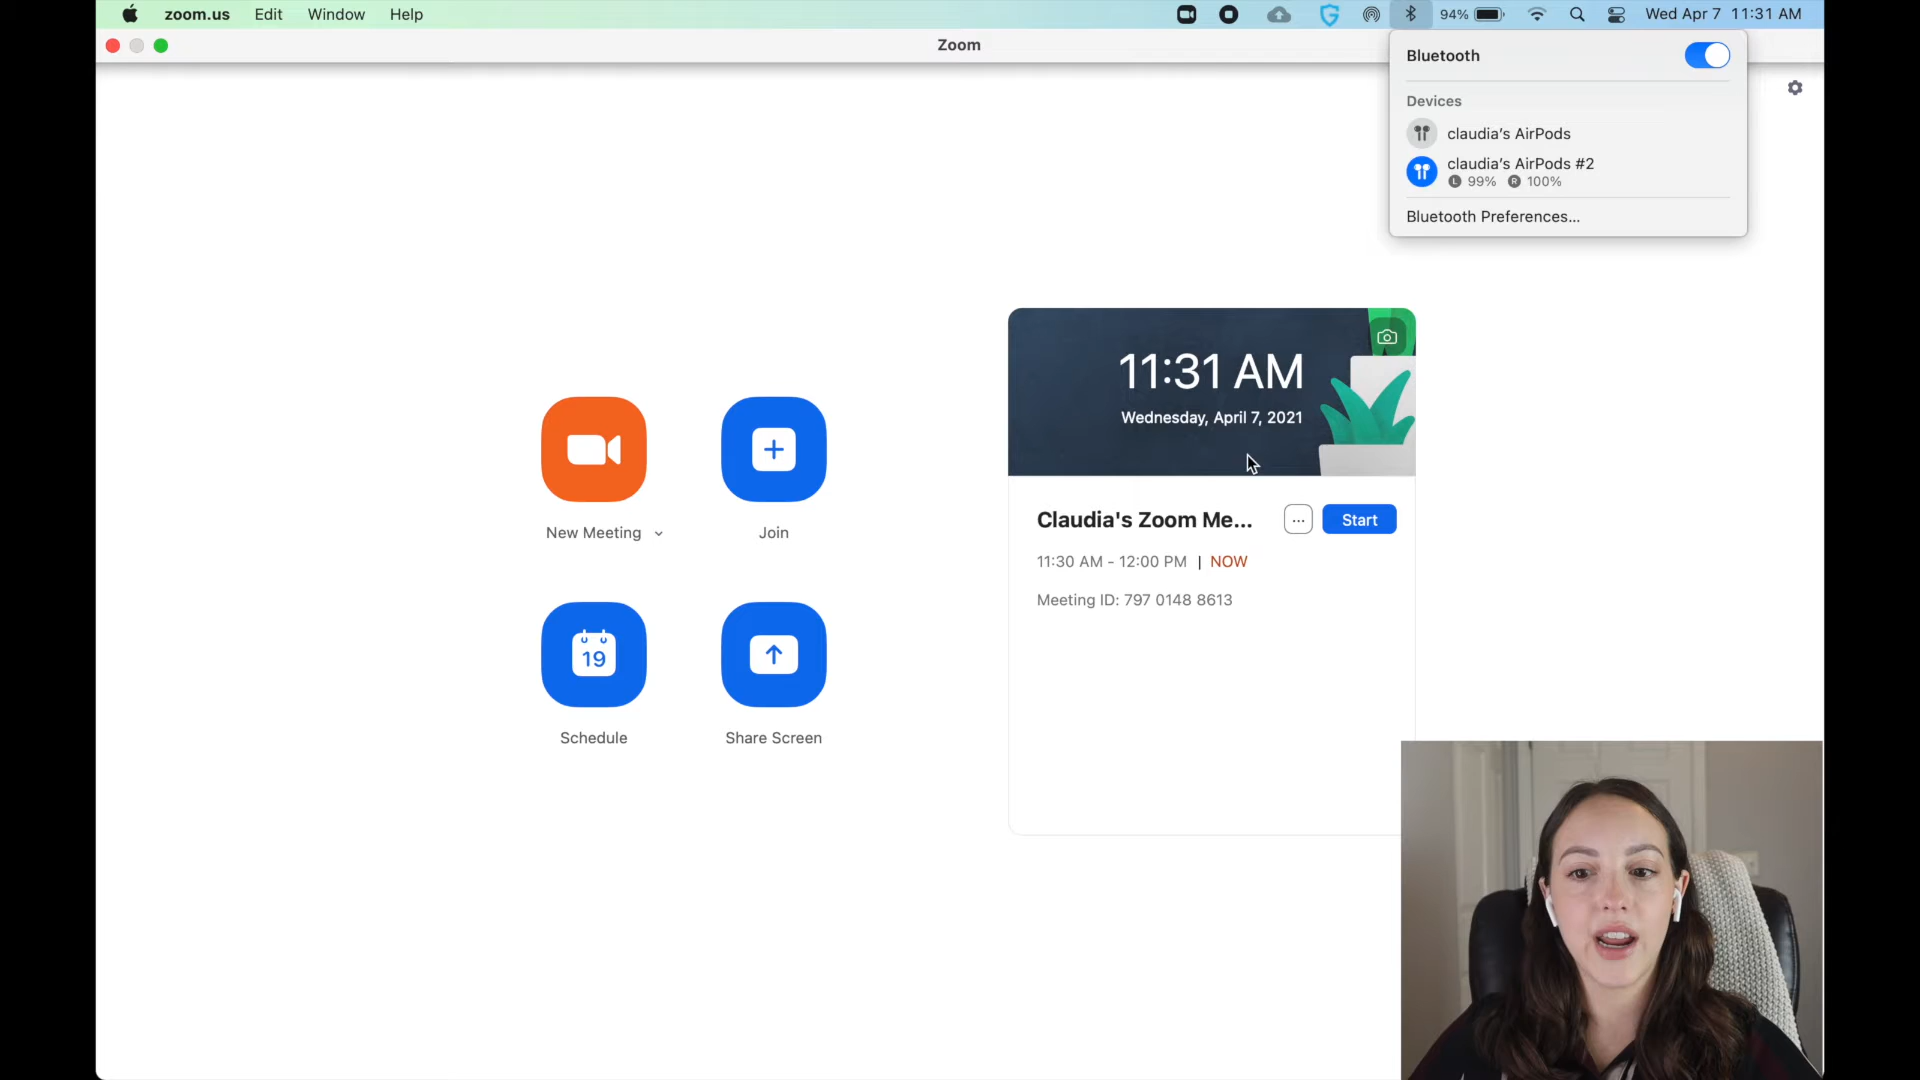 zoom.us Edit Window Help
94% Wed Apr 7 11:31 AM
Zoom
Bluetooth
Devices
claudia's AirPods
claudia's AirPods #2
L 99% R 100%
Bluetooth Preferences...
11:31 AM
Wednesday, April 7, 2021
New Meeting
Join
Claudia's Zoom Me...
Start
11:30 AM - 12:00 PM | NOW
Meeting ID: 797 0148 8613
19
Schedule
Share Screen